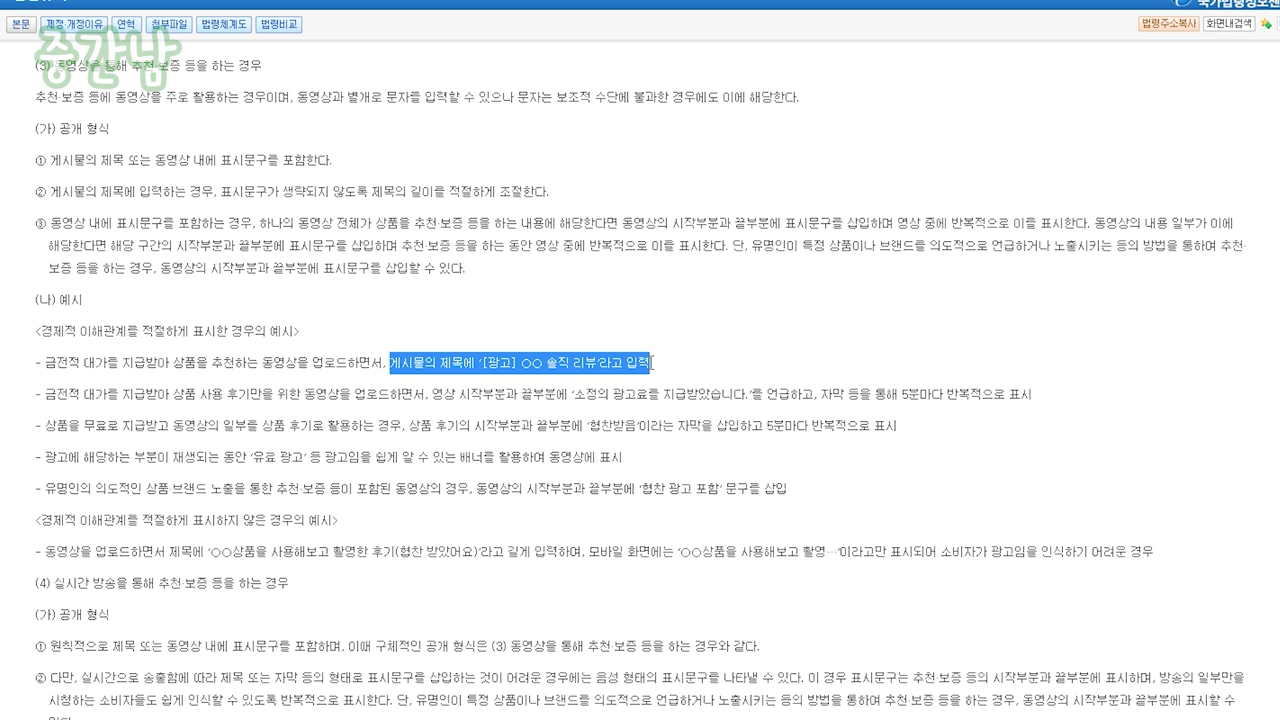 국가법령정보센
본문 제정·개정이유 연혁 첨부파일 법령체계도 법령비교 법령주소복사 화면내검색
중간남
(3) 동영상을 통해 추천·보증 등을 하는 경우
추천·보증 등에 동영상을 주로 활용하는 경우이며, 동영상과 별개로 문자를 입력할 수 있으나 문자는 보조적 수단에 불과한 경우에도 이에 해당한다.
(가) 공개 형식
① 게시물의 제목 또는 동영상 내에 표시문구를 포함한다.
② 게시물의 제목에 입력하는 경우, 표시문구가 생략되지 않도록 제목의 길이를 적절하게 조절한다.
③ 동영상 내에 표시문구를 포함하는 경우, 하나의 동영상 전체가 상품을 추천·보증 등을 하는 내용에 해당한다면 동영상의 시작부분과 끝부분에 표시문구를 삽입하며 영상 중에 반복적으로 이를 표시한다. 동영상의 내용 일부가 이에
해당한다면 해당 구간의 시작부분과 끝부분에 표시문구를 삽입하며 추천·보증 등을 하는 동안 영상 중에 반복적으로 이를 표시한다. 단, 유명인이 특정 상품이나 브랜드를 의도적으로 언급하거나 노출시키는 등의 방법을 통하여 추천·
보증 등을 하는 경우, 동영상의 시작부분과 끝부분에 표시문구를 삽입할 수 있다.
(나) 예시
<경제적 이해관계를 적절하게 표시한 경우의 예시>
- 금전적 대가를 지급받아 상품을 추천하는 동영상을 업로드하면서, 게시물의 제목에 '[광고] ○○ 솔직 리뷰'라고 입력
- 금전적 대가를 지급받아 상품 사용 후기만을 위한 동영상을 업로드하면서, 영상 시작부분과 끝부분에 '소정의 광고료를 지급받았습니다.'를 언급하고, 자막 등을 통해 5분마다 반복적으로 표시
- 상품을 무료로 지급받고 동영상의 일부를 상품 후기로 활용하는 경우, 상품 후기의 시작부분과 끝부분에 '협찬받음'이라는 자막을 삽입하고 5분마다 반복적으로 표시
- 광고에 해당하는 부분이 재생되는 동안 '유료 광고' 등 광고임을 쉽게 알 수 있는 배너를 활용하여 동영상에 표시
- 유명인의 의도적인 상품·브랜드 노출을 통한 추천·보증 등이 포함된 동영상의 경우, 동영상의 시작부분과 끝부분에 '협찬 광고 포함' 문구를 삽입
<경제적 이해관계를 적절하게 표시하지 않은 경우의 예시>
- 동영상을 업로드하면서 제목에 '○○상품을 사용해보고 촬영한 후기(협찬 받았어요)'라고 길게 입력하여, 모바일 화면에는 '○○상품을 사용해보고 촬영…'이라고만 표시되어 소비자가 광고임을 인식하기 어려운 경우
(4) 실시간 방송을 통해 추천·보증 등을 하는 경우
(가) 공개 형식
① 원칙적으로 제목 또는 동영상 내에 표시문구를 포함하며, 이때 구체적인 공개 형식은 (3) 동영상을 통해 추천·보증 등을 하는 경우와 같다.
② 다만, 실시간으로 송출함에 따라 제목 또는 자막 등의 형태로 표시문구를 삽입하는 것이 어려운 경우에는 음성 형태의 표시문구를 나타낼 수 있다. 이 경우 표시문구는 추천·보증 등의 시작부분과 끝부분에 표시하며, 방송의 일부만을
시청하는 소비자들도 쉽게 인식할 수 있도록 반복적으로 표시한다. 단, 유명인이 특정 상품이나 브랜드를 의도적으로 언급하거나 노출시키는 등의 방법을 통하여 추천·보증 등을 하는 경우, 동영상의 시작부분과 끝부분에 표시할 수